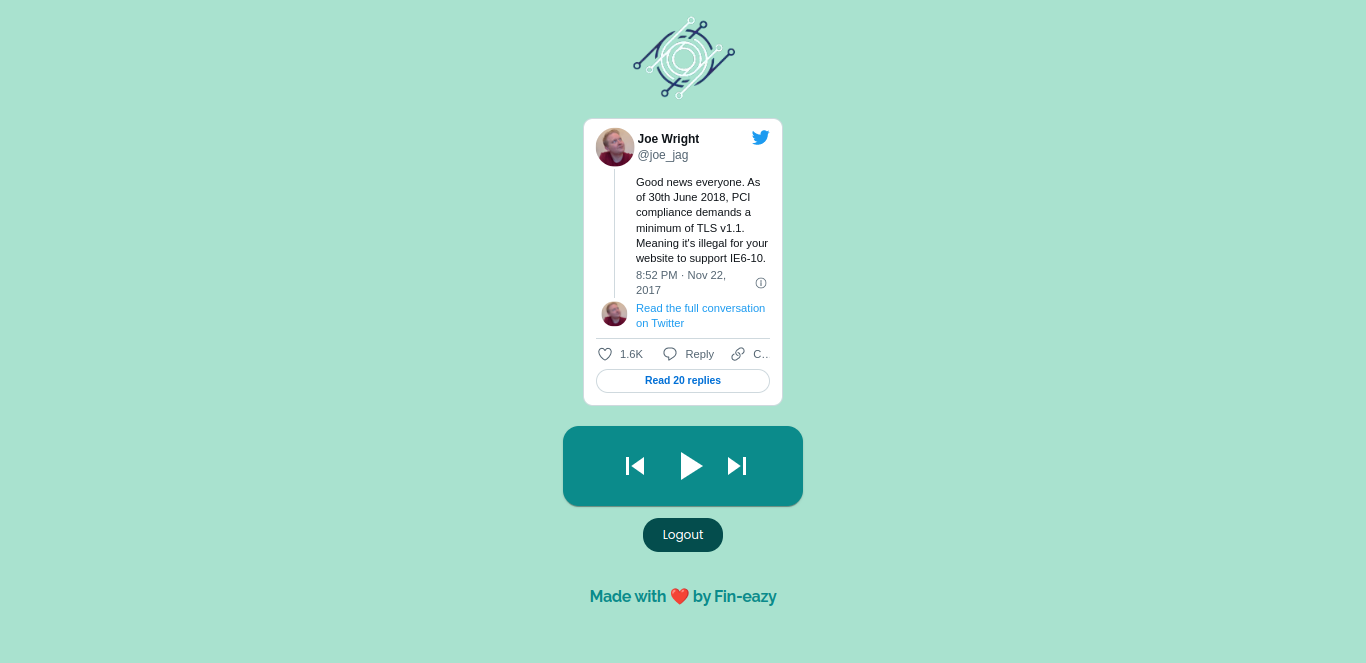 Joe Wright
@joe_jag
Good news everyone. As
of 30th June 2018, PCI
compliance demands a
minimum of TLS v1.1.
Meaning it's illegal for your
website to support IE6-10.
8:52 PM · Nov 22,
2017
Read the full conversation
on Twitter
1.6K Reply C..
Read 20 replies
Logout
Made with ❤️ by Fin-eazy